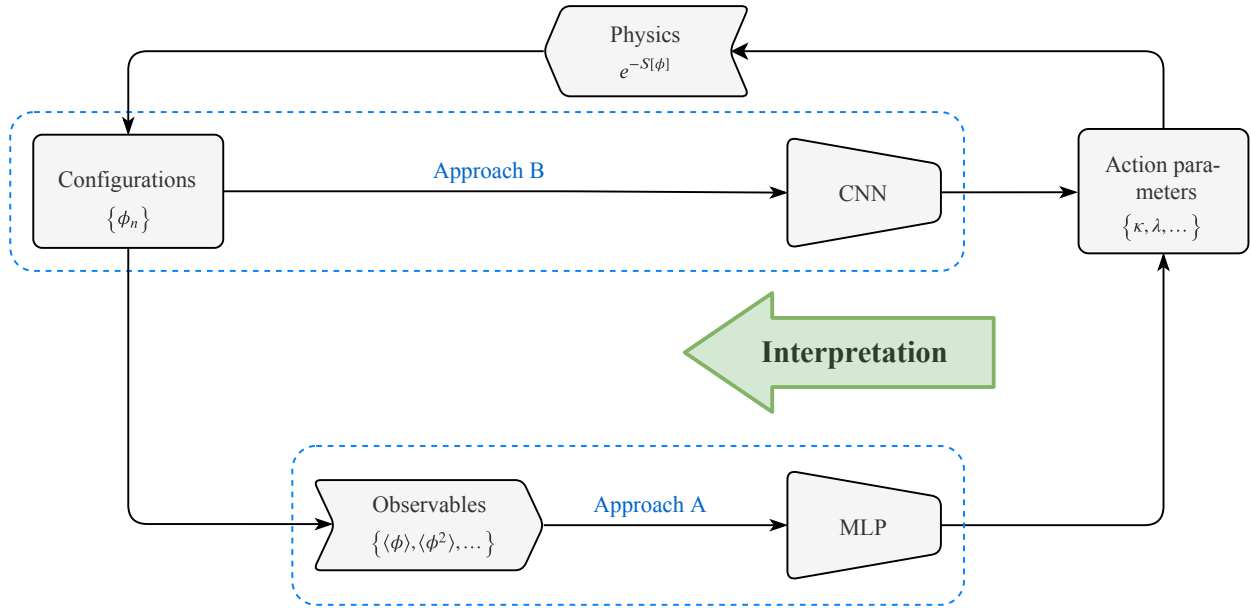 Physics
e^{-S[ϕ]}
Configurations
{ϕ_n}
Approach B
CNN
Action para-
meters
{κ, λ, …}
Interpretation
Observables
{⟨ϕ⟩, ⟨ϕ²⟩, …}
Approach A
MLP